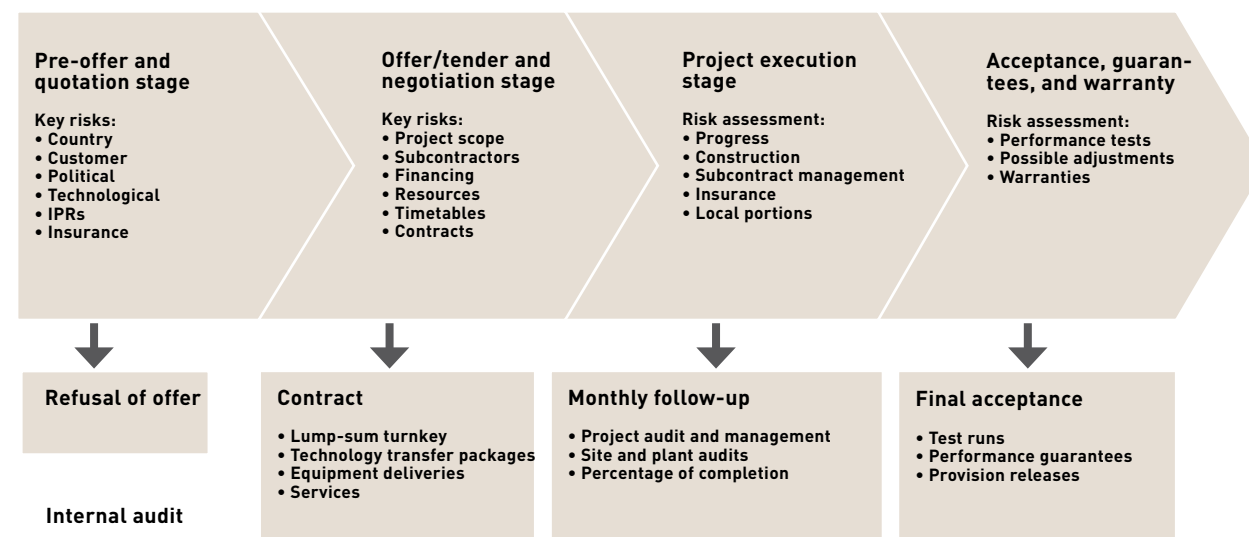 Pre-offer and
quotation stage
Key risks:
• Country
• Customer
• Political
• Technological
• IPRs
• Insurance
Offer/tender and
negotiation stage
Key risks:
• Project scope
• Subcontractors
• Financing
• Resources
• Timetables
• Contracts
Project execution
stage
Risk assessment:
• Progress
• Construction
• Subcontract management
• Insurance
• Local portions
Acceptance, guaran-
tees, and warranty
Risk assessment:
• Performance tests
• Possible adjustments
• Warranties
Refusal of offer
Contract
• Lump-sum turnkey
• Technology transfer packages
• Equipment deliveries
• Services
Monthly follow-up
• Project audit and management
• Site and plant audits
• Percentage of completion
Final acceptance
• Test runs
• Performance guarantees
• Provision releases
Internal audit